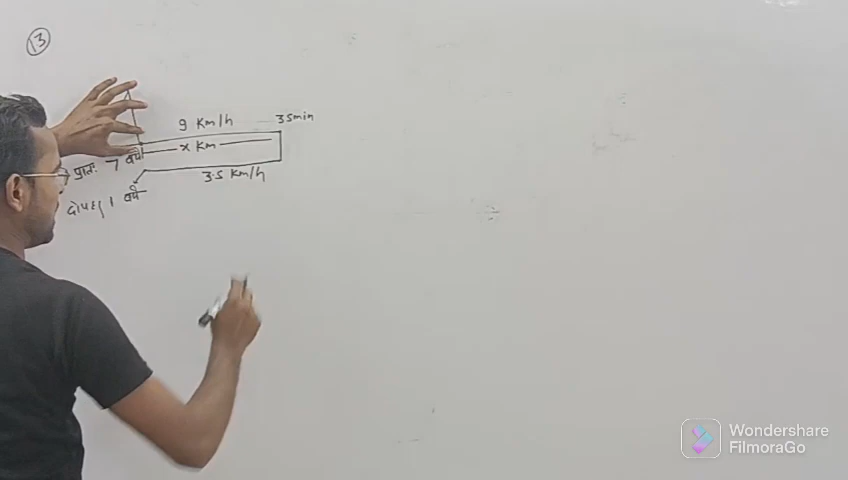 13
9 Km/h 35min
x Km
प्रातः 7 बजे
3.5 Km/h
दोपहर 1 बजे
Wondershare
FilmoraGo